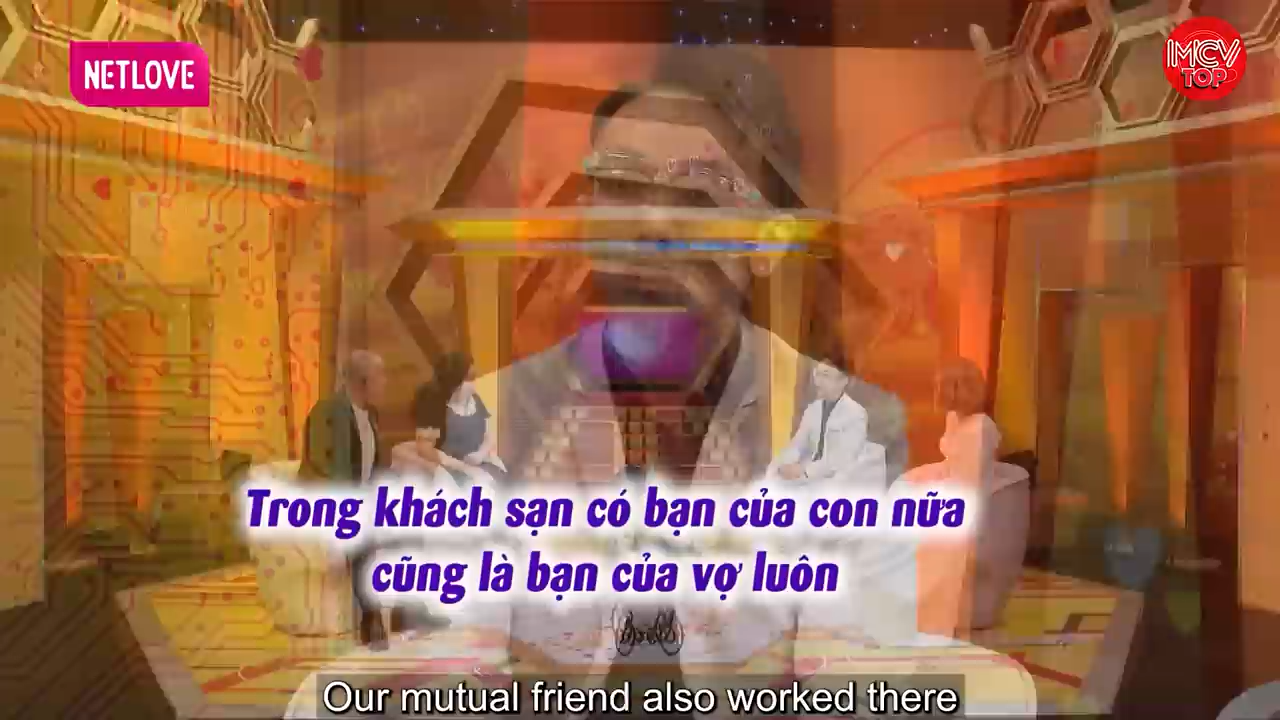 NETLOVE
MCV
TOP
Trong khách sạn có bạn của con nữa
cũng là bạn của vợ luôn
Our mutual friend also worked there